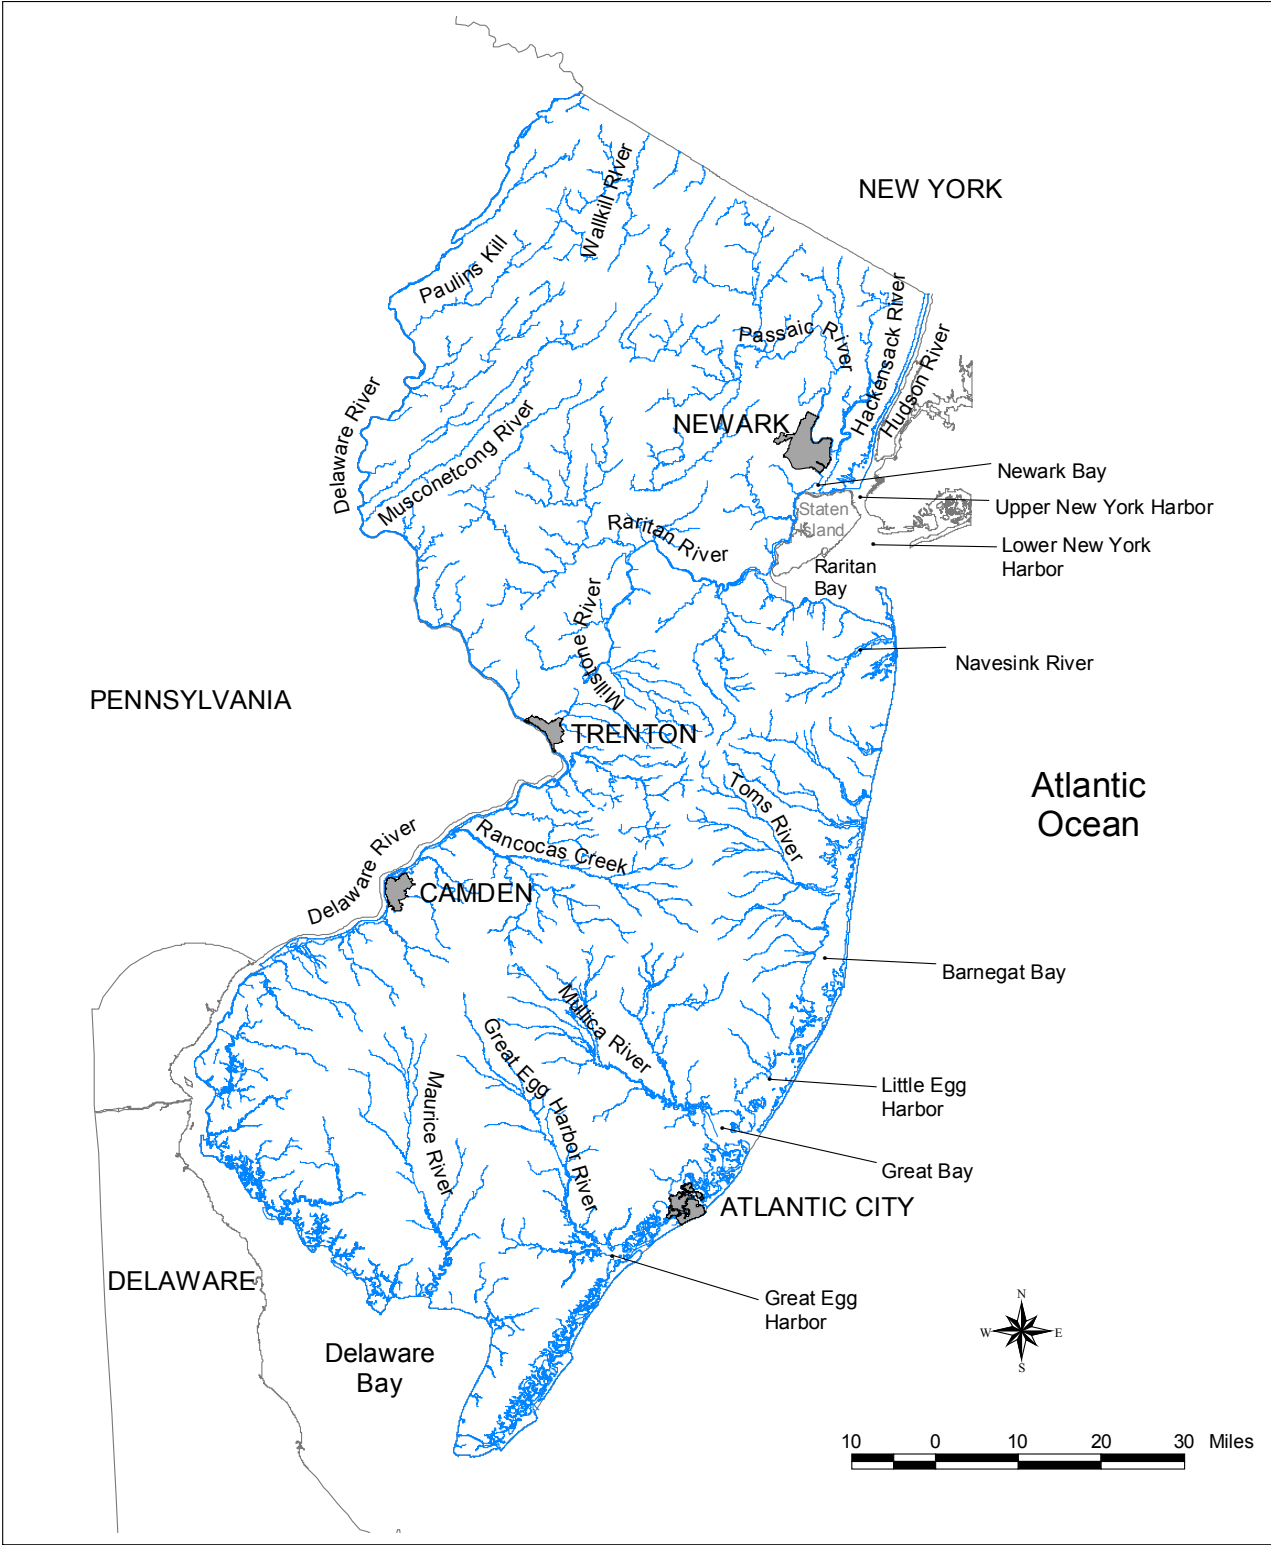 NEW YORK
Wallkill River
Paulins Kill
Passaic River
Hackensack River
Hudson River
Delaware River
Musconetcong River
NEWARK
Newark Bay
Upper New York Harbor
Staten
Island
Lower New York
Harbor
Raritan River
Raritan
Bay
Millstone River
Navesink River
PENNSYLVANIA
TRENTON
Toms River
Atlantic
Ocean
Rancocas Creek
Delaware River
CAMDEN
Barnegat Bay
Mullica River
Great Egg Harbor River
Maurice River
Little Egg
Harbor
Great Bay
ATLANTIC CITY
DELAWARE
Great Egg
Harbor
Delaware
Bay
N
W E
S
10 0 10 20 30 Miles